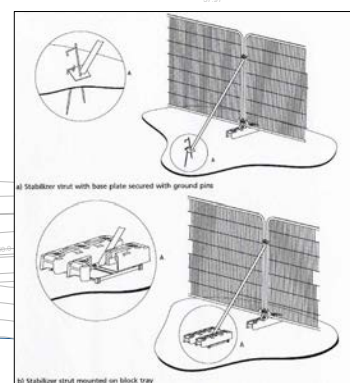 A
A
a) Stabilizer strut with base plate secured with ground pins
A
A
b) Stabilizer strut mounted on block tray